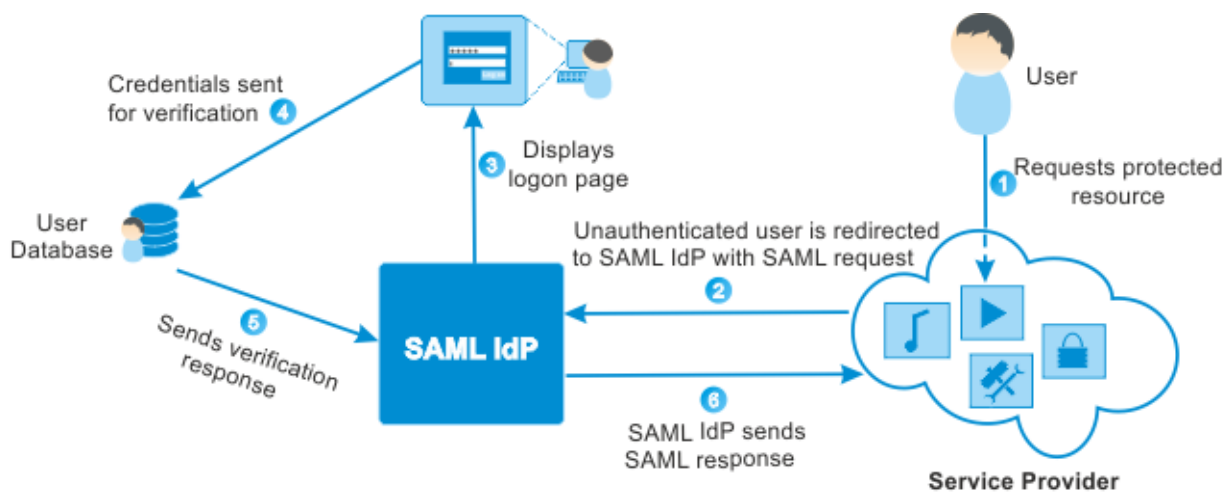 User
1
Requests protected
resource
Unauthenticated user is redirected
to SAML IdP with SAML request
2
3
Displays
logon page
Log on
Credentials sent
for verification
4
User
Database
5
Sends verification
response
SAML IdP
6
SAML IdP sends
SAML response
Service Provider